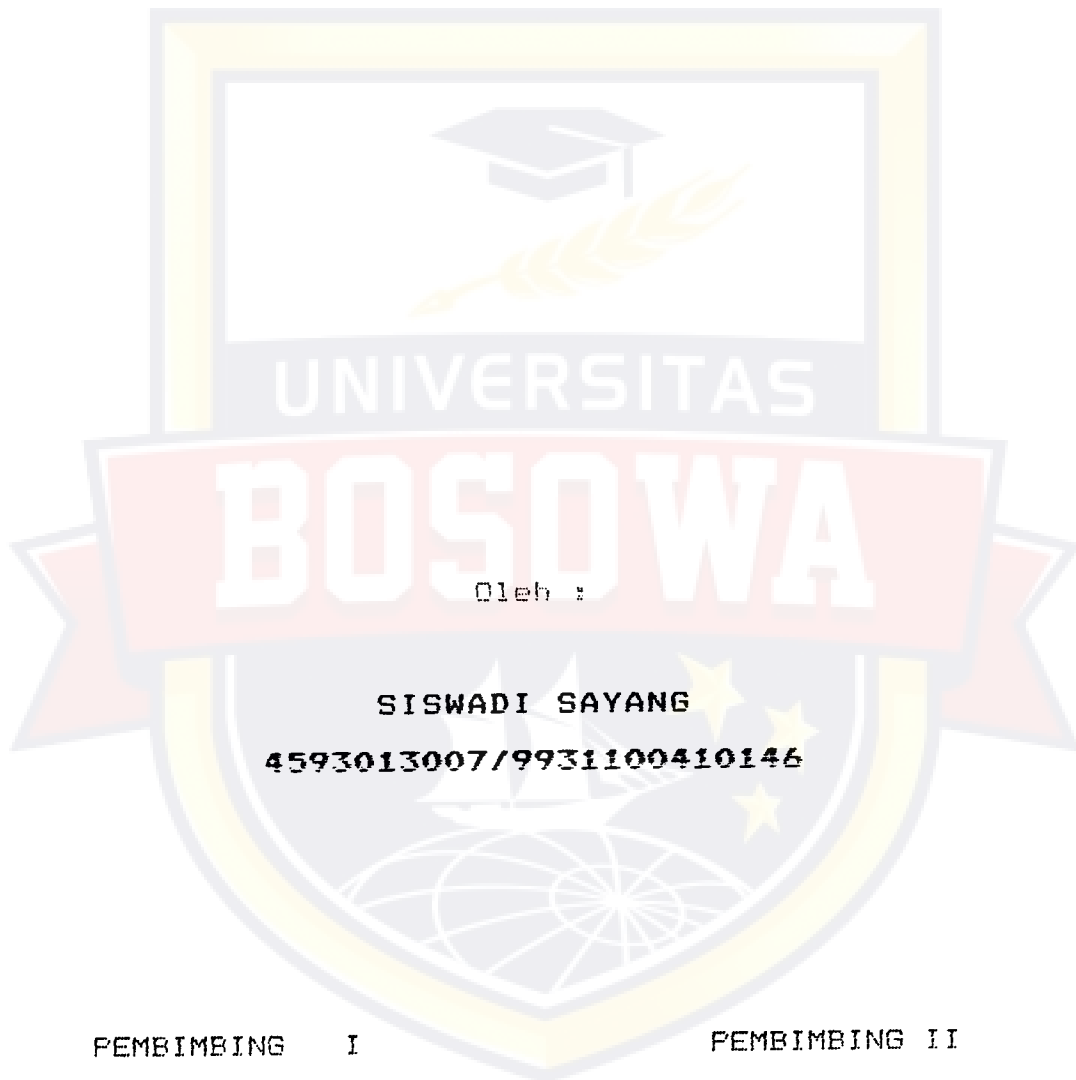 UNIVERSITAS
BOSOWA
Oleh :
SISWADI SAYANG
4593013007/9931100410146
PEMBIMBING I PEMBIMBING II